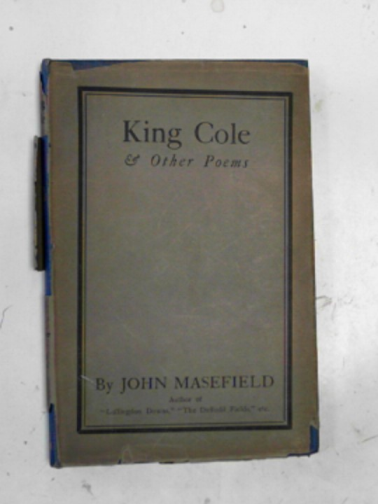 King Cole
& Other Poems
By JOHN MASEFIELD
Author of
"Lollingdon Downs," "The Daffodil Fields," etc.